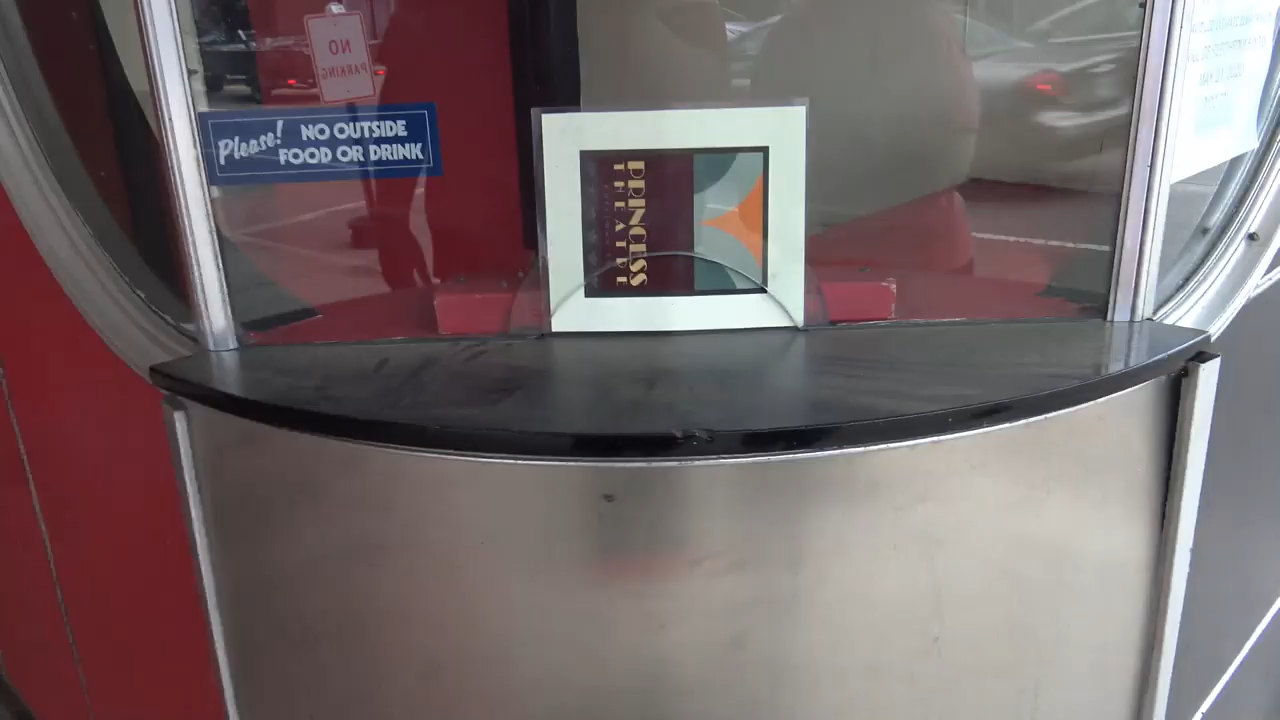 NO
PARKING
Please! NO OUTSIDE
FOOD OR DRINK
PRINCESS
THEATRE